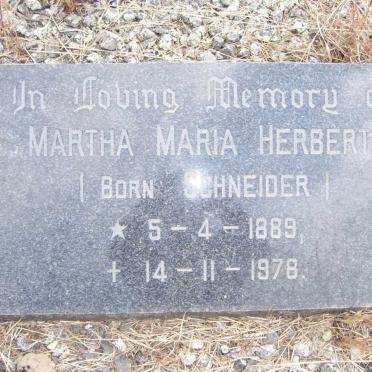 In Loving Memory o
MARTHA MARIA HERBERT
( BORN SCHNEIDER )
★ 5-4-1889,
+ 14-11-1978.